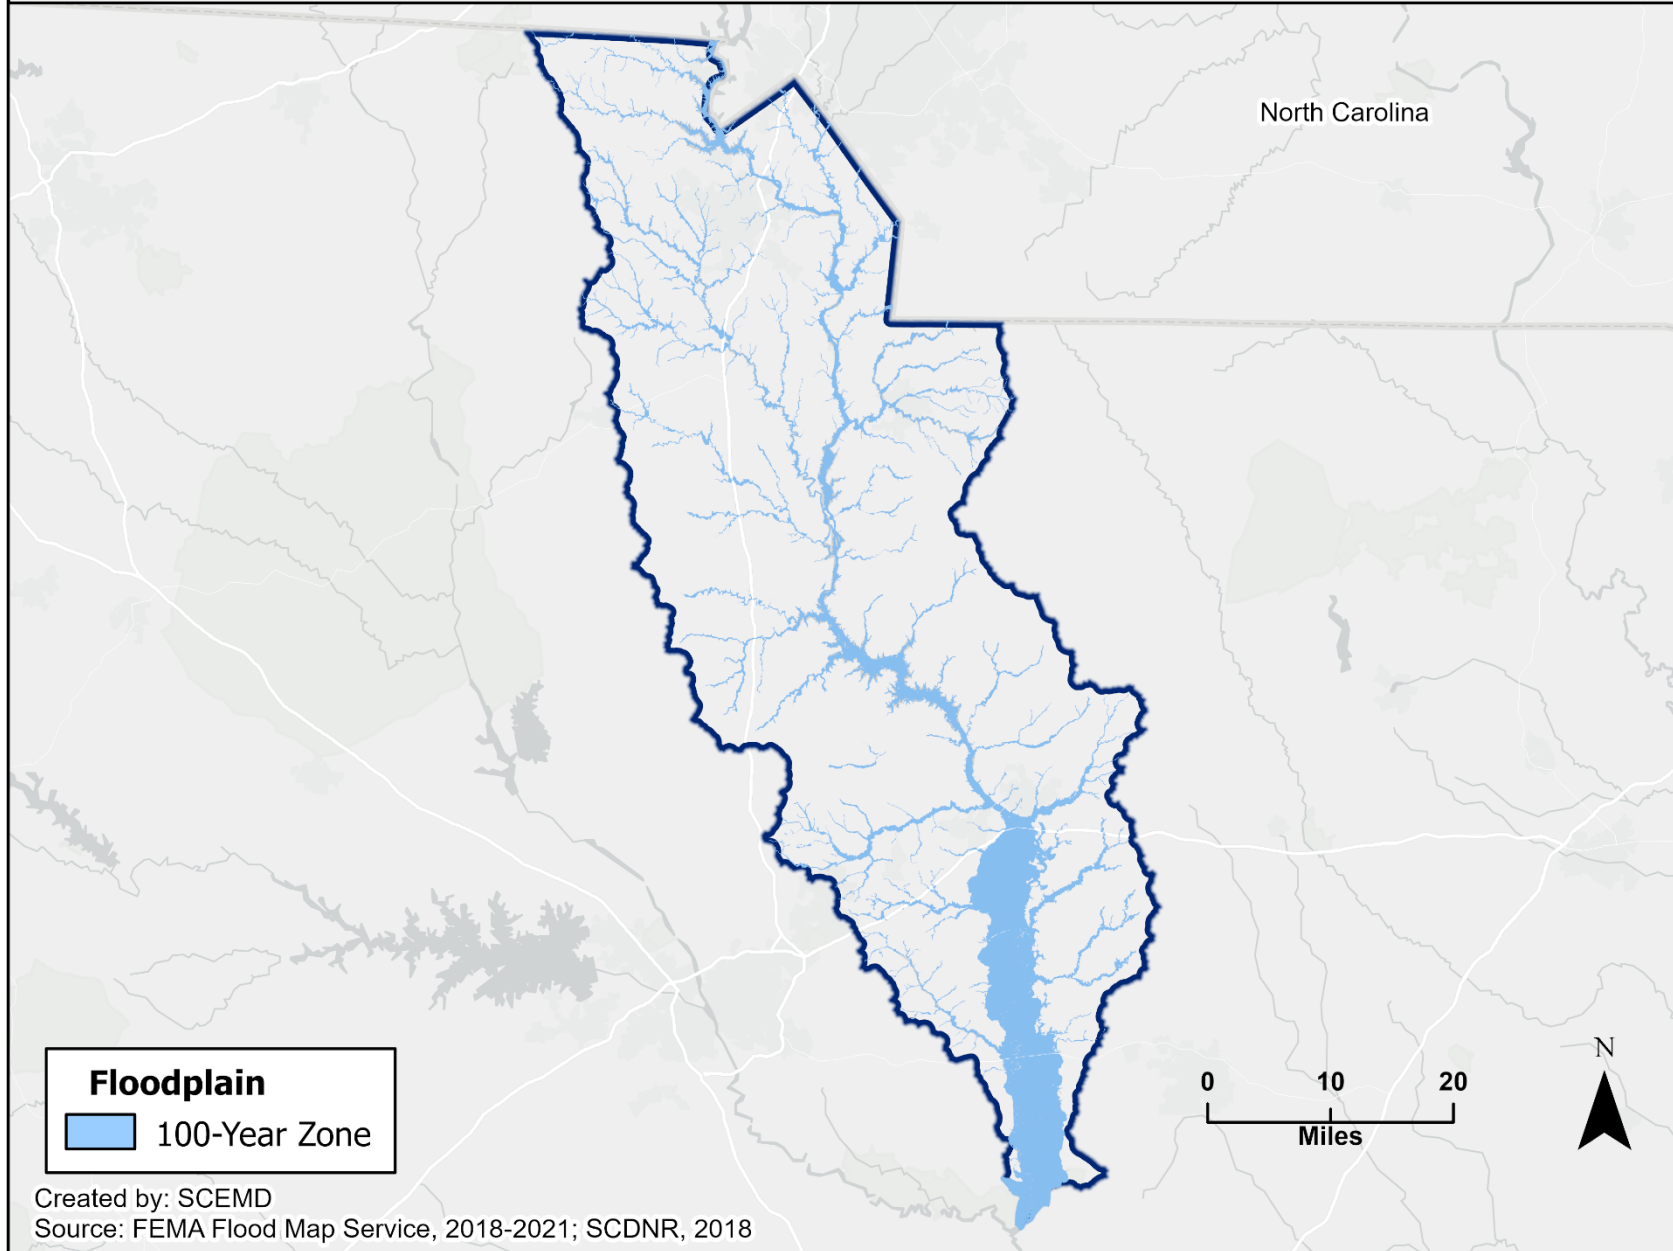 North Carolina
N
0 10 20
Miles
Floodplain
100-Year Zone
Created by: SCEMD
Source: FEMA Flood Map Service, 2018-2021; SCDNR, 2018